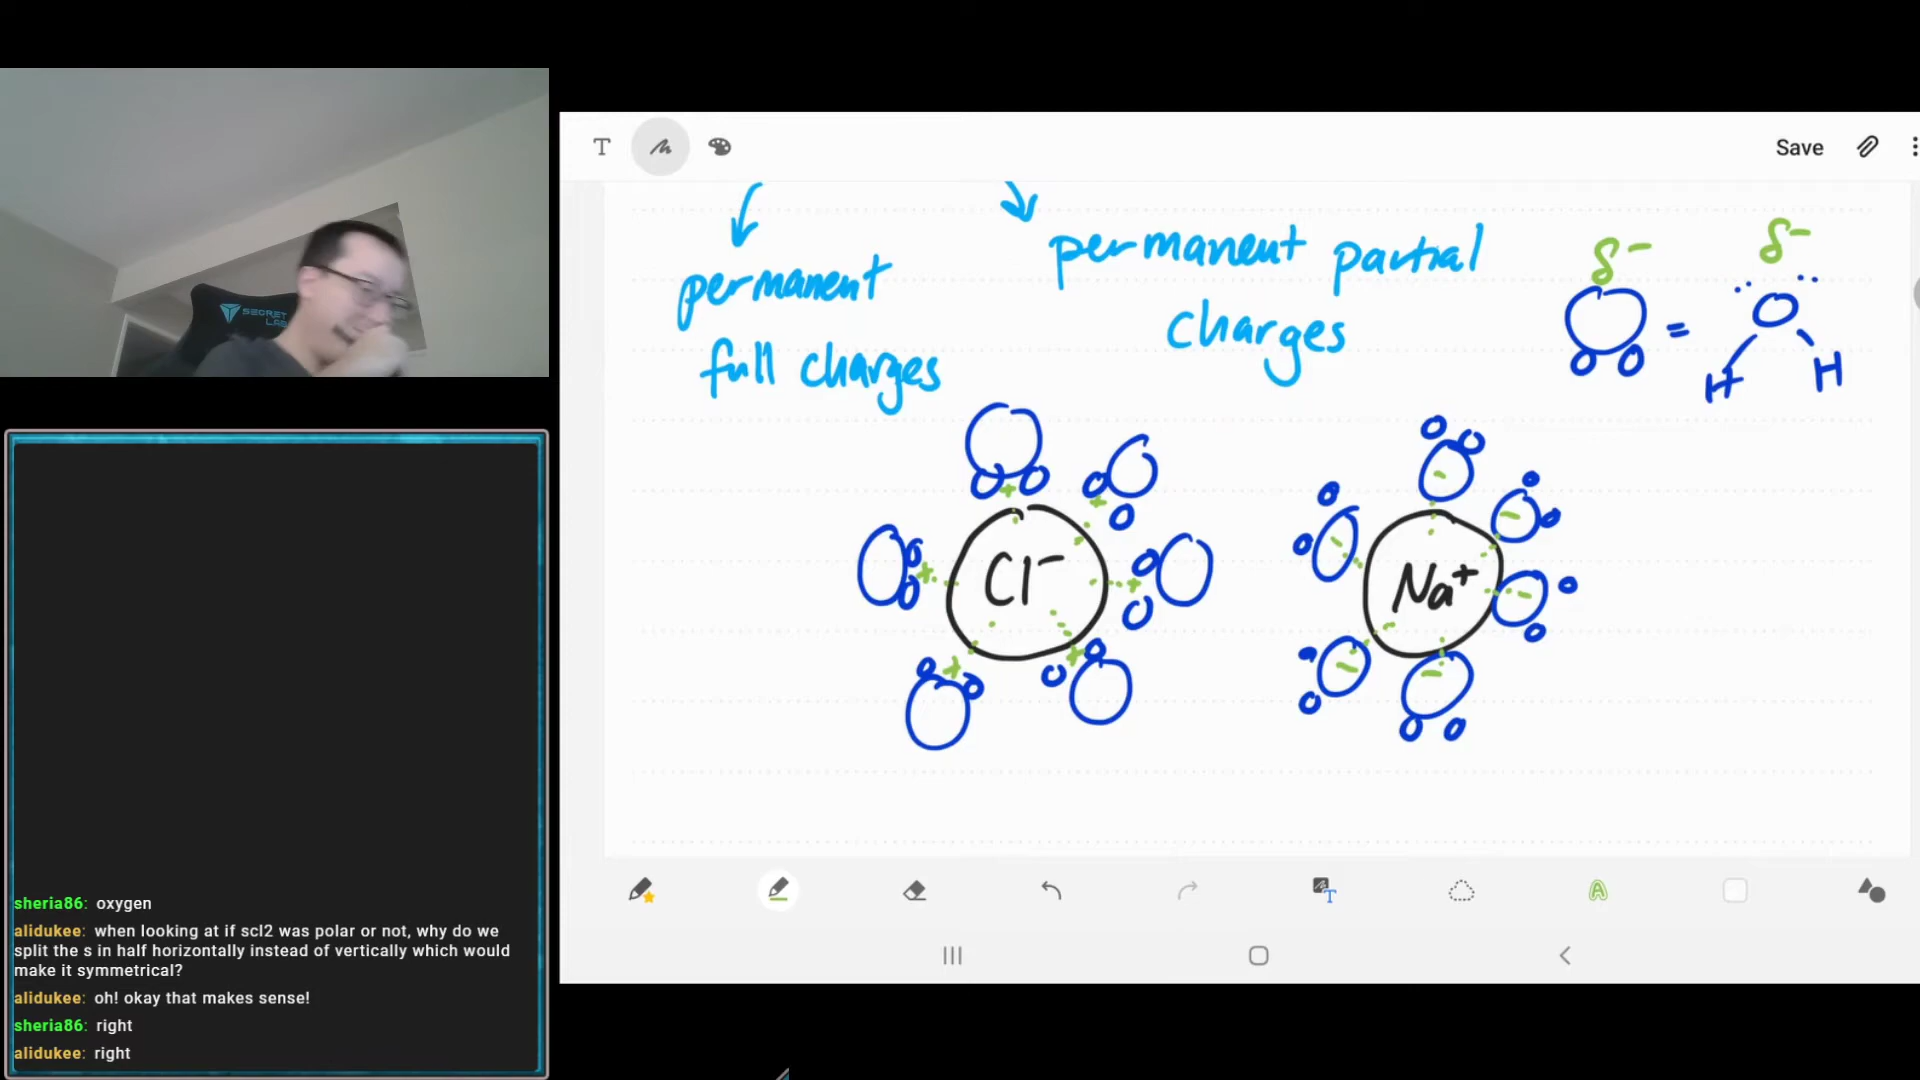 SECRET
LAB
T
Save
permanent
full charges
permanent partial
charges
δ−
δ−
=
O
H
H
+
+
+
+
+
+
Cl−
−
−
−
−
−
−
Na+
T
A
sheria86: oxygen
alidukee: when looking at if scl2 was polar or not, why do we
split the s in half horizontally instead of vertically which would
make it symmetrical?
alidukee: oh! okay that makes sense!
sheria86: right
alidukee: right